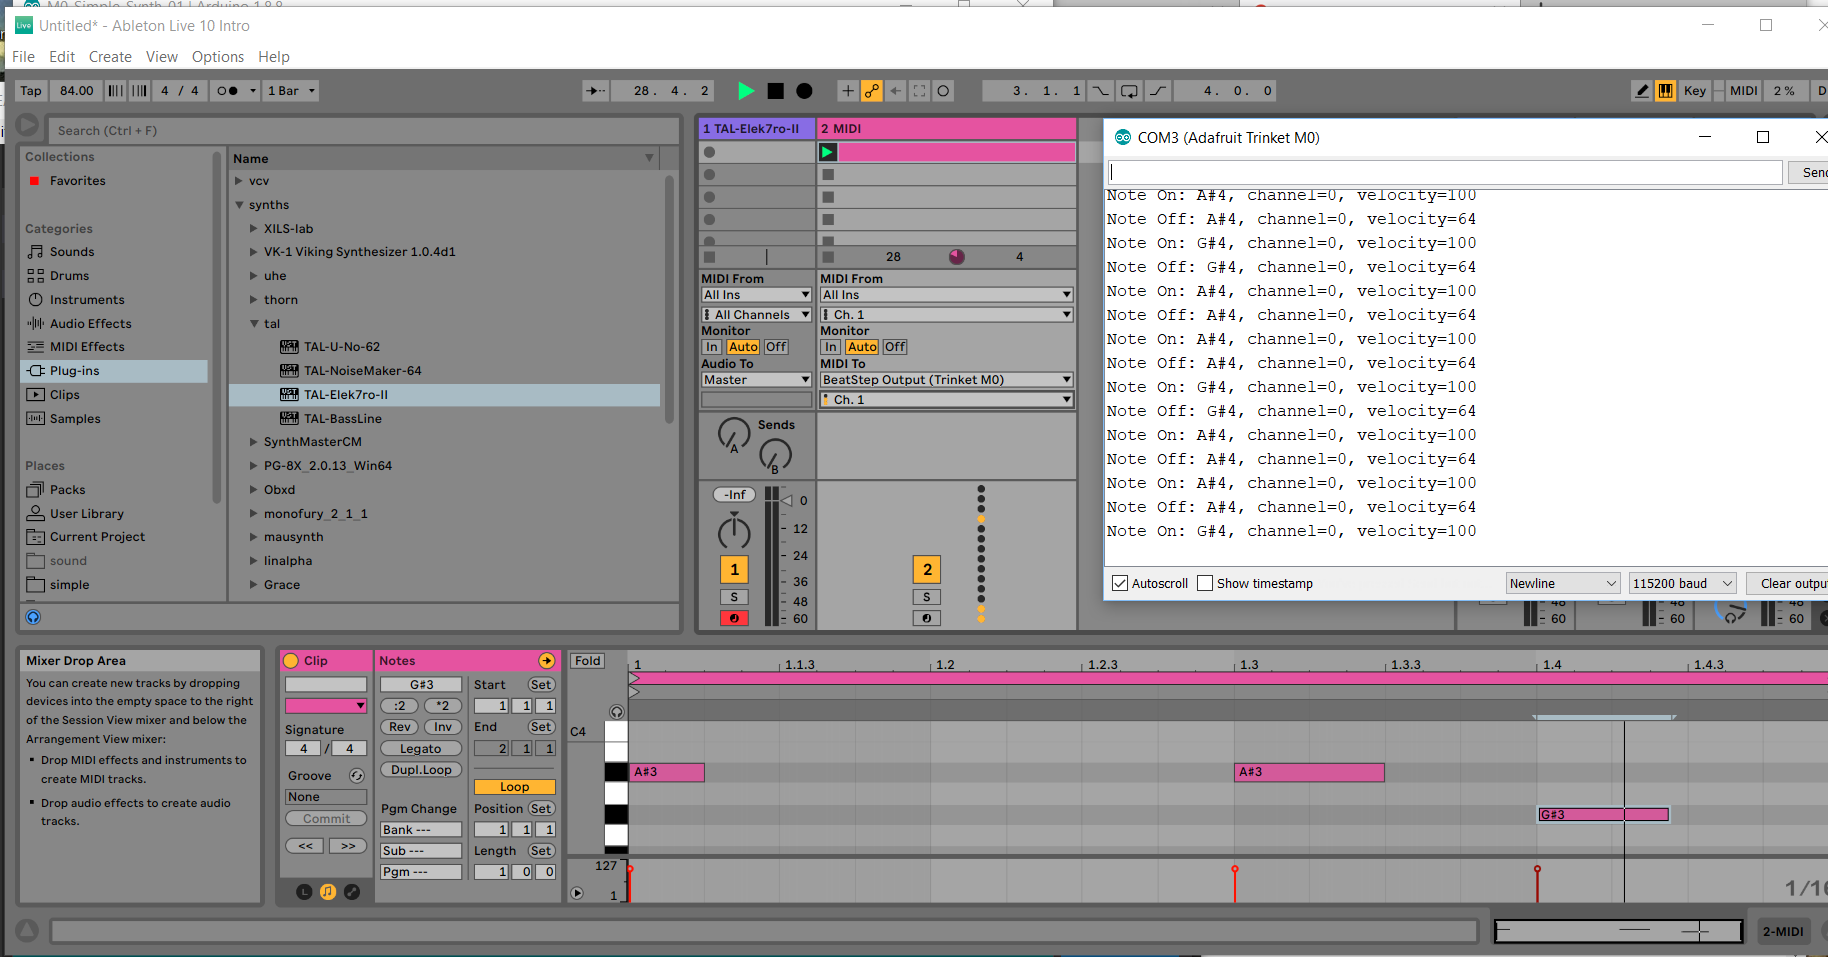 M0_Simple_Synth_01 | Arduino 1.8.8
Untitled* - Ableton Live 10 Intro
File Edit Create View Options Help
Tap 84.00 4 / 4 1 Bar 28. 4. 2 3. 1. 1 4. 0. 0 Key MIDI 2 % D
Search (Ctrl + F)
Collections
Favorites
Categories
Sounds
Drums
Instruments
Audio Effects
MIDI Effects
Plug-ins
Clips
Samples
Places
Packs
User Library
Current Project
sound
simple
Name
vcv
synths
XILS-lab
VK-1 Viking Synthesizer 1.0.4d1
uhe
thorn
tal
TAL-U-No-62
TAL-NoiseMaker-64
TAL-Elek7ro-II
TAL-BassLine
SynthMasterCM
PG-8X_2.0.13_Win64
Obxd
monofury_2_1_1
mausynth
linalpha
Grace
1 TAL-Elek7ro-II 2 MIDI
28 4
MIDI From MIDI From
All Ins All Ins
All Channels Ch. 1
Monitor Monitor
In Auto Off In Auto Off
Audio To MIDI To
Master BeatStep Output (Trinket M0)
Ch. 1
Sends
A B
-Inf 0
12
24
36
48
60
1 2
S S
COM3 (Adafruit Trinket M0)
Send
Note On: A#4, channel=0, velocity=100
Note Off: A#4, channel=0, velocity=64
Note On: G#4, channel=0, velocity=100
Note Off: G#4, channel=0, velocity=64
Note On: A#4, channel=0, velocity=100
Note Off: A#4, channel=0, velocity=64
Note On: A#4, channel=0, velocity=100
Note Off: A#4, channel=0, velocity=64
Note On: G#4, channel=0, velocity=100
Note Off: G#4, channel=0, velocity=64
Note On: A#4, channel=0, velocity=100
Note Off: A#4, channel=0, velocity=64
Note On: A#4, channel=0, velocity=100
Note Off: A#4, channel=0, velocity=64
Note On: G#4, channel=0, velocity=100
Autoscroll Show timestamp Newline 115200 baud Clear output
48 48 48
60 60 60
Mixer Drop Area
You can create new tracks by dropping
devices into the empty space to the right
of the Session View mixer and below the
Arrangement View mixer:
Drop MIDI effects and instruments to
create MIDI tracks.
Drop audio effects to create audio
tracks.
Clip
Signature
4 / 4
Groove
None
Commit
<< >>
L
Notes
G#3
:2 *2
Rev Inv
Legato
Dupl.Loop
Pgm Change
Bank ---
Sub ---
Pgm ---
Start Set
1 1 1
End Set
2 1 1
Loop
Position Set
1 1 1
Length Set
1 0 0
Fold 1 1.1.3 1.2 1.2.3 1.3 1.3.3 1.4 1.4.3
C4
A#3 A#3
G#3
127
1
1/16
2-MIDI